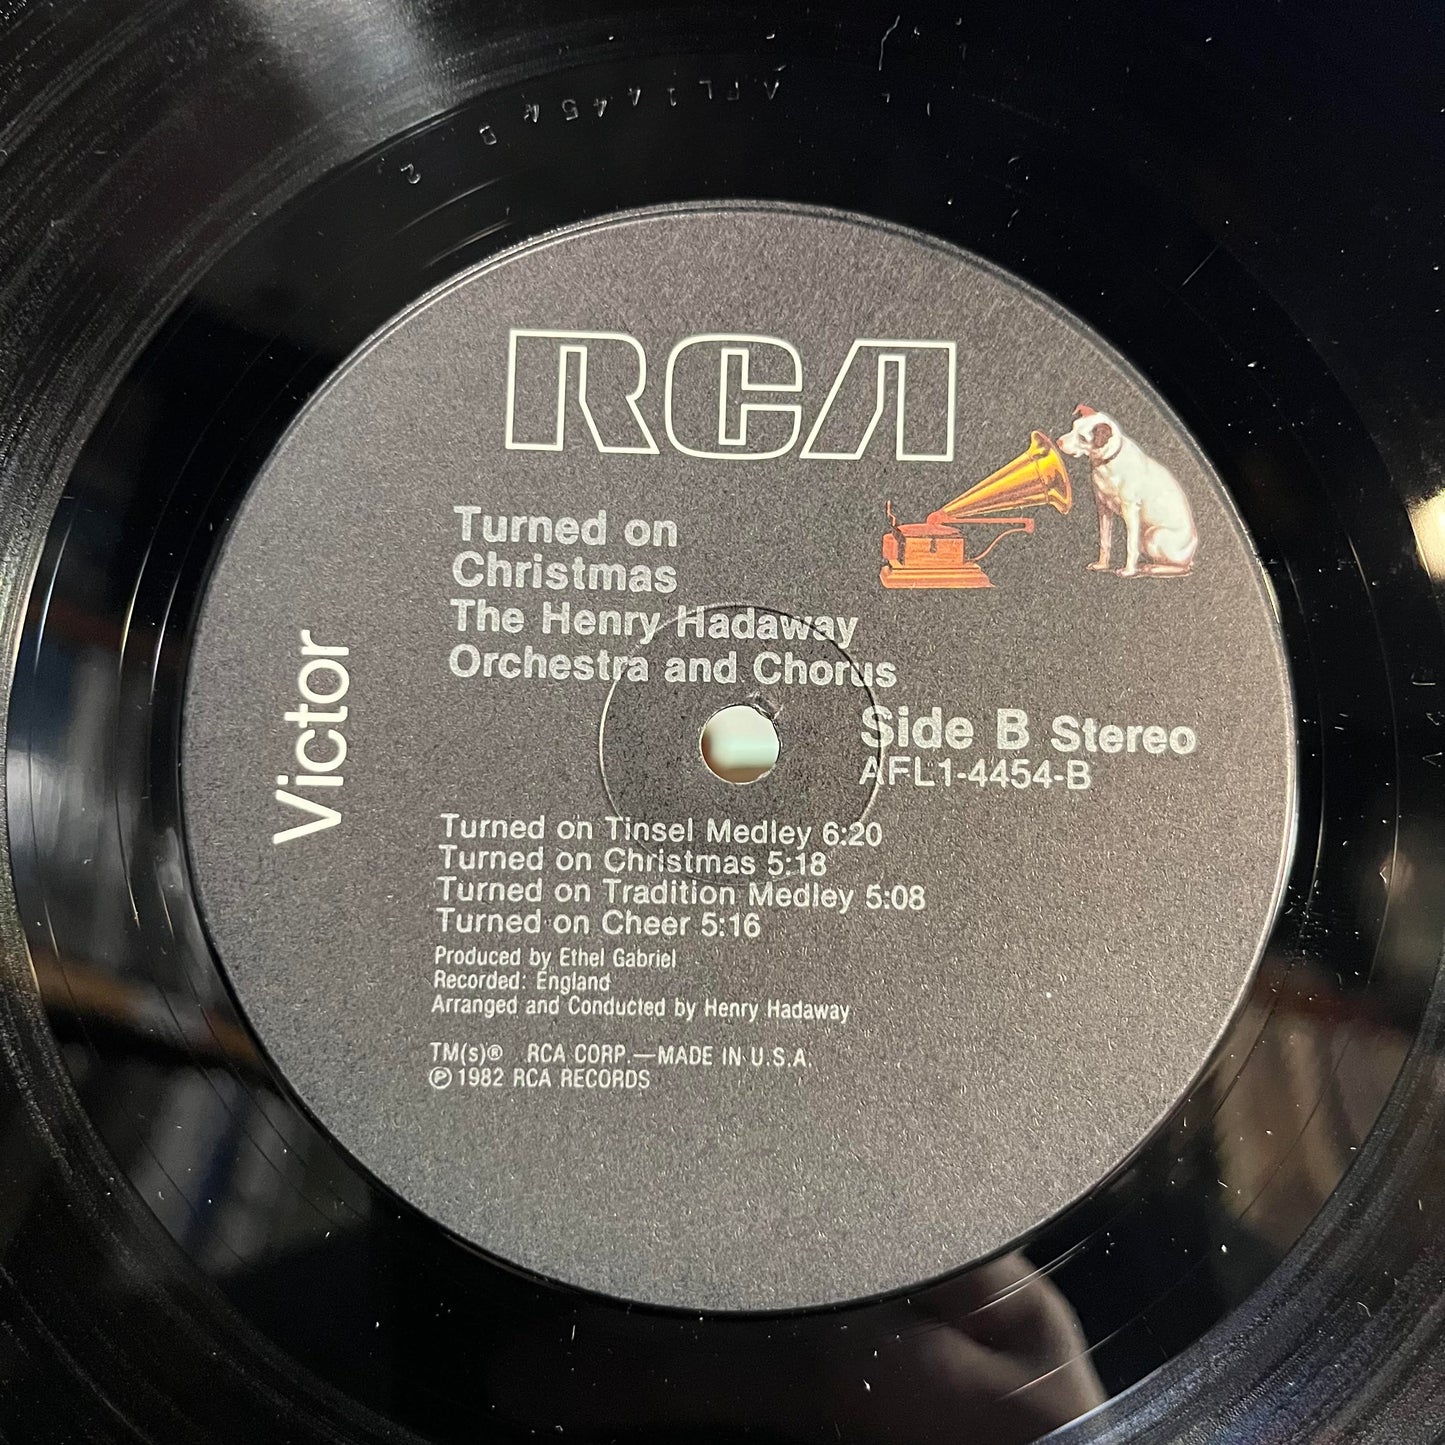 AFL1 4454 B 2
RCA
Turned on
Christmas
The Henry Hadaway
Orchestra and Chorus
Victor
Side B Stereo
AFL1-4454-B
Turned on Tinsel Medley 6:20
Turned on Christmas 5:18
Turned on Tradition Medley 5:08
Turned on Cheer 5:16
Produced by Ethel Gabriel
Recorded: England
Arranged and Conducted by Henry Hadaway
TM(s)® RCA CORP.—MADE IN U.S.A.
℗ 1982 RCA RECORDS